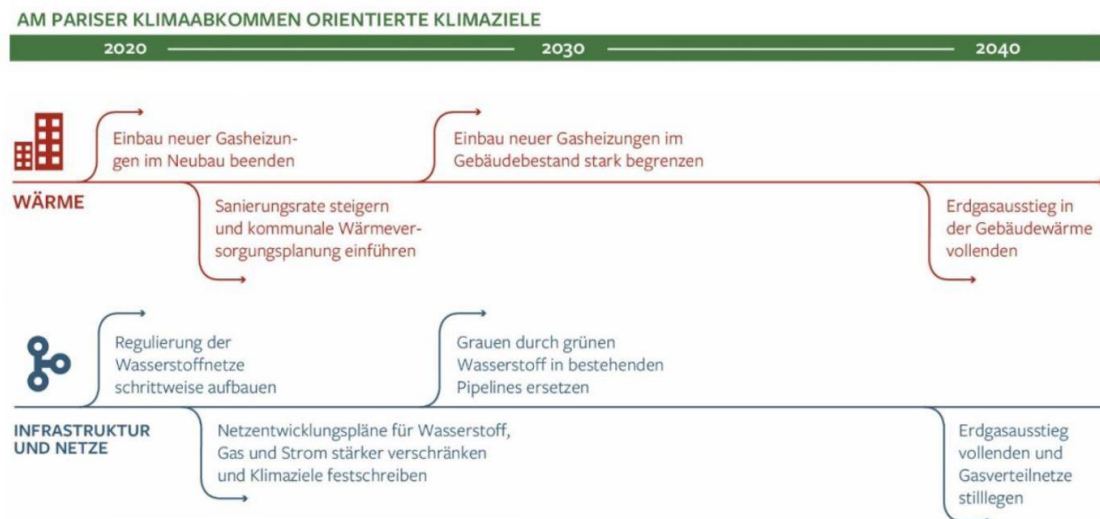 AM PARISER KLIMAABKOMMEN ORIENTIERTE KLIMAZIELE
2020
2030
2040
WÄRME
Einbau neuer Gasheizun-
gen im Neubau beenden
Einbau neuer Gasheizungen im
Gebäudebestand stark begrenzen
Sanierungsrate steigern
und kommunale Wärmever-
sorgungsplanung einführen
Erdgasausstieg in
der Gebäudewärme
vollenden
INFRASTRUKTUR
UND NETZE
Regulierung der
Wasserstoffnetze
schrittweise aufbauen
Grauen durch grünen
Wasserstoff in bestehenden
Pipelines ersetzen
Netzentwicklungspläne für Wasserstoff,
Gas und Strom stärker verschränken
und Klimaziele festschreiben
Erdgasausstieg
vollenden und
Gasverteilnetze
stilllegen